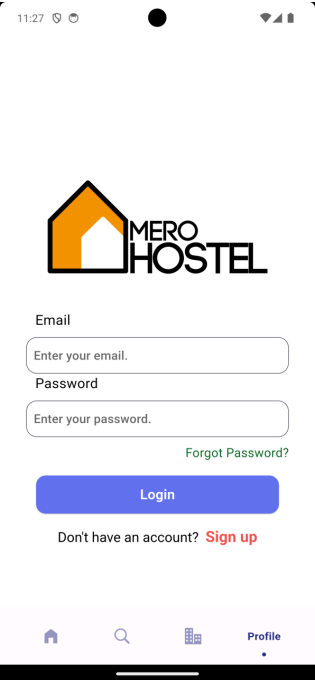 11:27
MERO
HOSTEL
Email
Enter your email.
Password
Enter your password.
Forgot Password?
Login
Don't have an account? Sign up
Profile